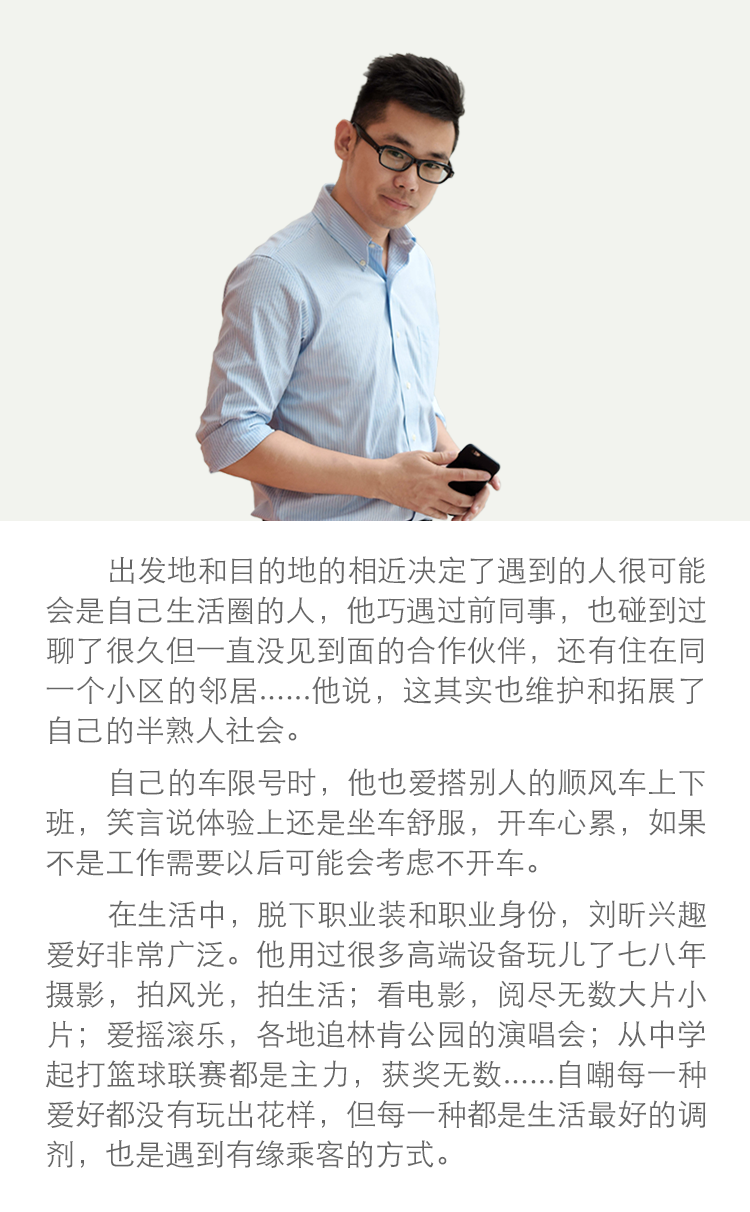 出发地和目的地的相近决定了遇到的人很可能
会是自己生活圈的人，他巧遇过前同事，也碰到过
聊了很久但一直没见到面的合作伙伴，还有住在同
一个小区的邻居......他说，这其实也维护和拓展了
自己的半熟人社会。
自己的车限号时，他也爱搭别人的顺风车上下
班，笑言说体验上还是坐车舒服，开车心累，如果
不是工作需要以后可能会考虑不开车。
在生活中，脱下职业装和职业身份，刘昕兴趣
爱好非常广泛。他用过很多高端设备玩儿了七八年
摄影，拍风光，拍生活；看电影，阅尽无数大片小
片；爱摇滚乐，各地追林肯公园的演唱会；从中学
起打篮球联赛都是主力，获奖无数......自嘲每一种
爱好都没有玩出花样，但每一种都是生活最好的调
剂，也是遇到有缘乘客的方式。